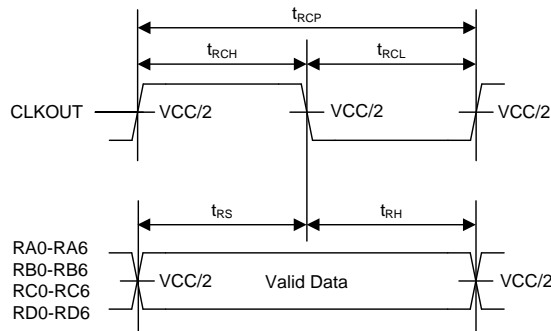 tRCP
tRCH tRCL
CLKOUT VCC/2 VCC/2 VCC/2
tRS tRH
RA0-RA6
RB0-RB6
RC0-RC6
RD0-RD6
VCC/2 Valid Data VCC/2